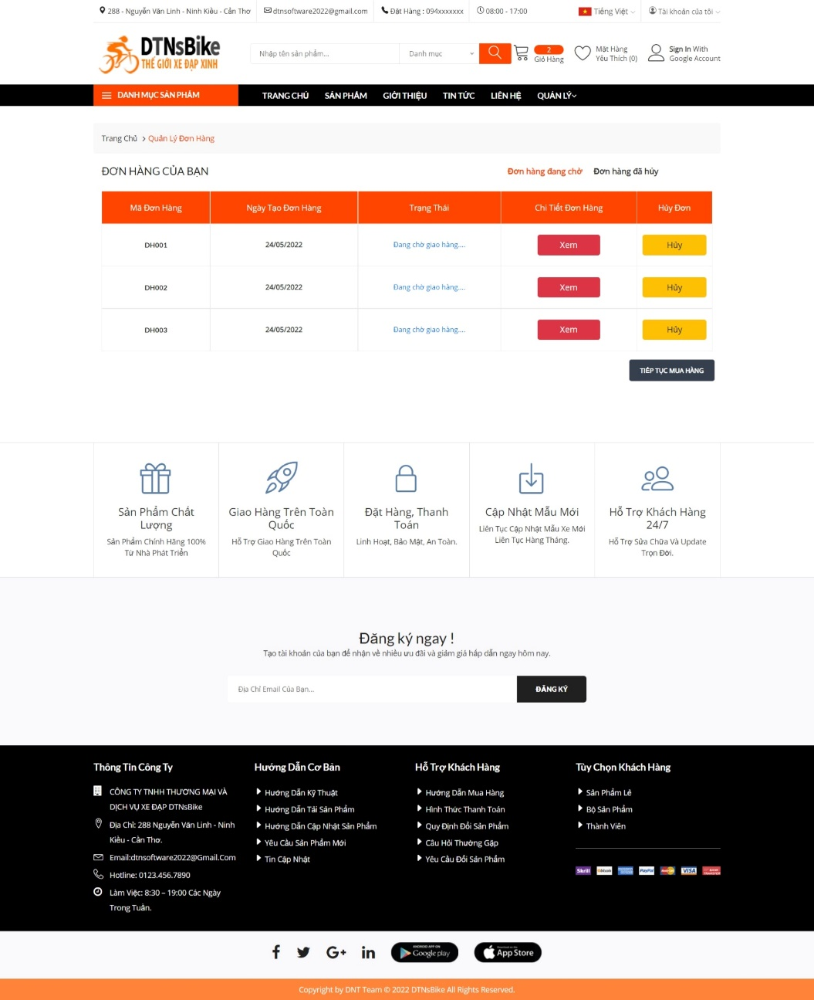 288 - Nguyễn Văn Linh - Ninh Kiều - Cần Thơ
dtnsoftware2022@gmail.com
Đặt Hàng : 094xxxxxxx
08:00 - 17:00
Tiếng Việt
Tài khoản của tôi
DTNsBike
THẾ GIỚI XE ĐẠP XINH
Nhập tên sản phẩm...
Danh mục
2
Giỏ Hàng
Mặt Hàng
Yêu Thích (0)
Sign In With
Google Account
DANH MỤC SẢN PHẨM
TRANG CHỦ
SẢN PHẨM
GIỚI THIỆU
TIN TỨC
LIÊN HỆ
QUẢN LÝ
Trang Chủ > Quản Lý Đơn Hàng
ĐƠN HÀNG CỦA BẠN
Đơn hàng đang chờ
Đơn hàng đã hủy
Mã Đơn Hàng
Ngày Tạo Đơn Hàng
Trạng Thái
Chi Tiết Đơn Hàng
Hủy Đơn
DH001
24/05/2022
Đang chờ giao hàng....
Xem
Hủy
DH002
24/05/2022
Đang chờ giao hàng....
Xem
Hủy
DH003
24/05/2022
Đang chờ giao hàng....
Xem
Hủy
TIẾP TỤC MUA HÀNG
Sản Phẩm Chất
Lượng
Sản Phẩm Chính Hãng 100%
Từ Nhà Phát Triển
Giao Hàng Trên Toàn
Quốc
Hỗ Trợ Giao Hàng Trên Toàn
Quốc
Đặt Hàng, Thanh
Toán
Linh Hoạt, Bảo Mật, An Toàn.
Cập Nhật Mẫu Mới
Liên Tục Cập Nhật Mẫu Xe Mới
Liên Tục Hàng Tháng.
Hỗ Trợ Khách Hàng
24/7
Hỗ Trợ Sửa Chữa Và Update
Trọn Đời.
Đăng ký ngay !
Tạo tài khoản của bạn để nhận về nhiều ưu đãi và giảm giá hấp dẫn ngay hôm nay.
Địa Chỉ Email Của Bạn...
ĐĂNG KÝ
Thông Tin Công Ty
CÔNG TY TNHH THƯƠNG MẠI VÀ
DỊCH VỤ XE ĐẠP DTNsBike
Địa Chỉ: 288 Nguyễn Văn Linh - Ninh
Kiều - Cần Thơ.
Email:dtnsoftware2022@Gmail.Com
Hotline: 0123.456.7890
Làm Việc: 8:30 – 19:00 Các Ngày
Trong Tuần.
Hướng Dẫn Cơ Bản
Hướng Dẫn Kỹ Thuật
Hướng Dẫn Tải Sản Phẩm
Hướng Dẫn Cập Nhật Sản Phẩm
Yêu Cầu Sản Phẩm Mới
Tin Cập Nhật
Hỗ Trợ Khách Hàng
Hướng Dẫn Mua Hàng
Hình Thức Thanh Toán
Quy Định Đổi Sản Phẩm
Câu Hỏi Thường Gặp
Yêu Cầu Đổi Sản Phẩm
Tùy Chọn Khách Hàng
Sản Phẩm Lẻ
Bộ Sản Phẩm
Thành Viên
Skrill
PayPal
VISA
ANDROID APP ON
Google play
App Store
Copyright by DNT Team © 2022 DTNsBike All Rights Reserved.